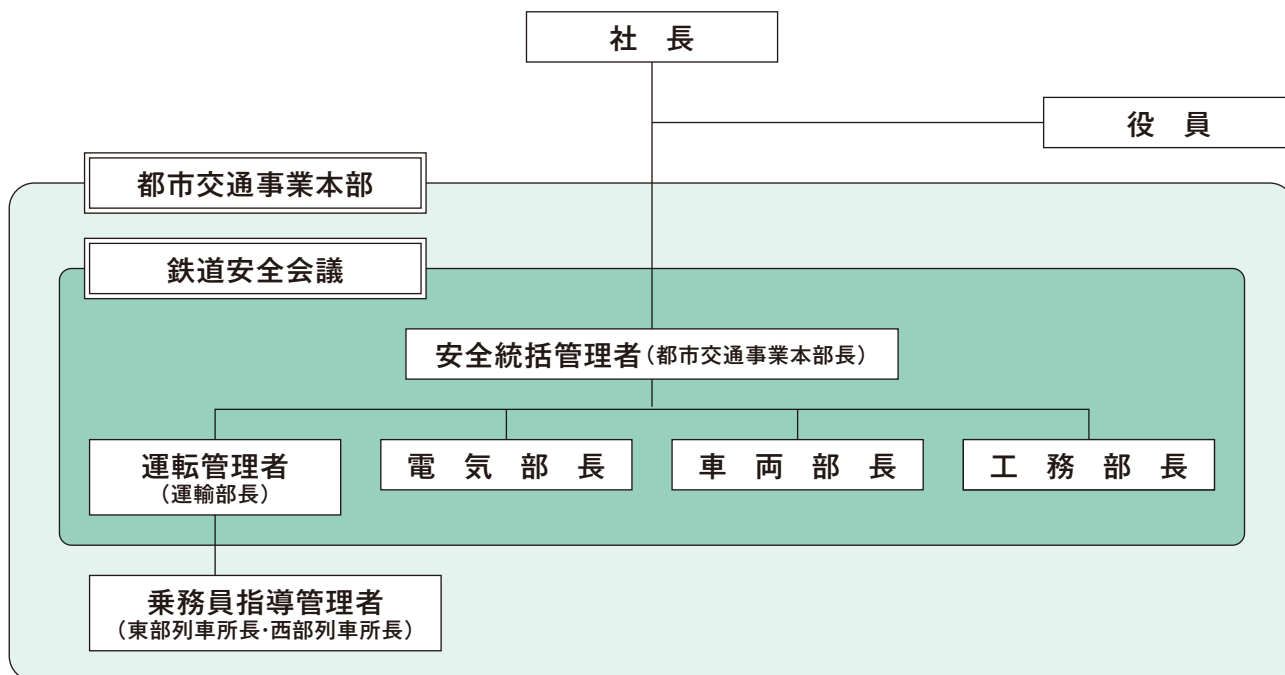 社　長
役　員
都市交通事業本部
鉄道安全会議
安全統括管理者（都市交通事業本部長）
運転管理者
（運輸部長）
電　気　部　長
車　両　部　長
工　務　部　長
乗務員指導管理者
（東部列車所長・西部列車所長）